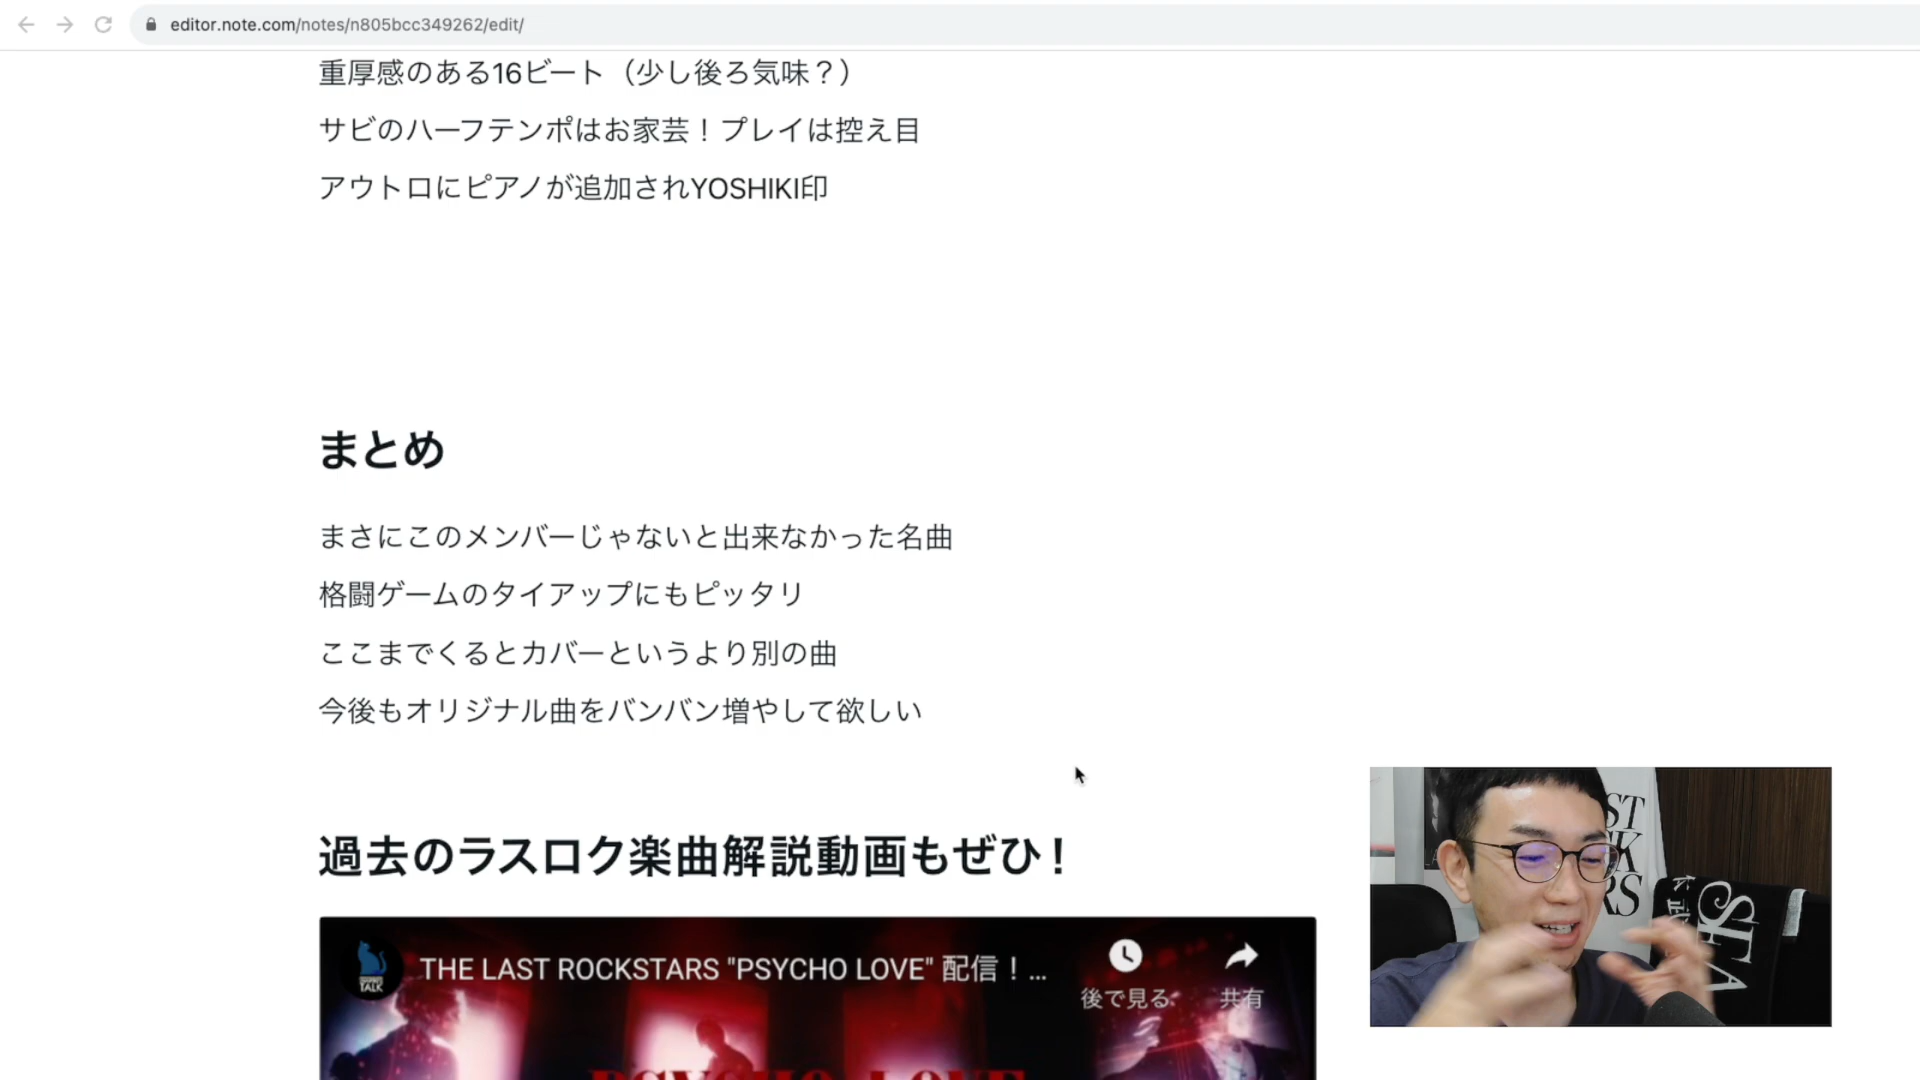 editor.note.com/notes/n805bcc349262/edit/
重厚感のある16ビート（少し後ろ気味？）
サビのハーフテンポはお家芸！プレイは控え目
アウトロにピアノが追加されYOSHIKI印
まとめ
まさにこのメンバーじゃないと出来なかった名曲
格闘ゲームのタイアップにもピッタリ
ここまでくるとカバーというより別の曲
今後もオリジナル曲をバンバン増やして欲しい
過去のラスロク楽曲解説動画もぜひ！
THE LAST ROCKSTARS "PSYCHO LOVE" 配信！...
TALK
後で見る
共有
PSYCHO LOVE